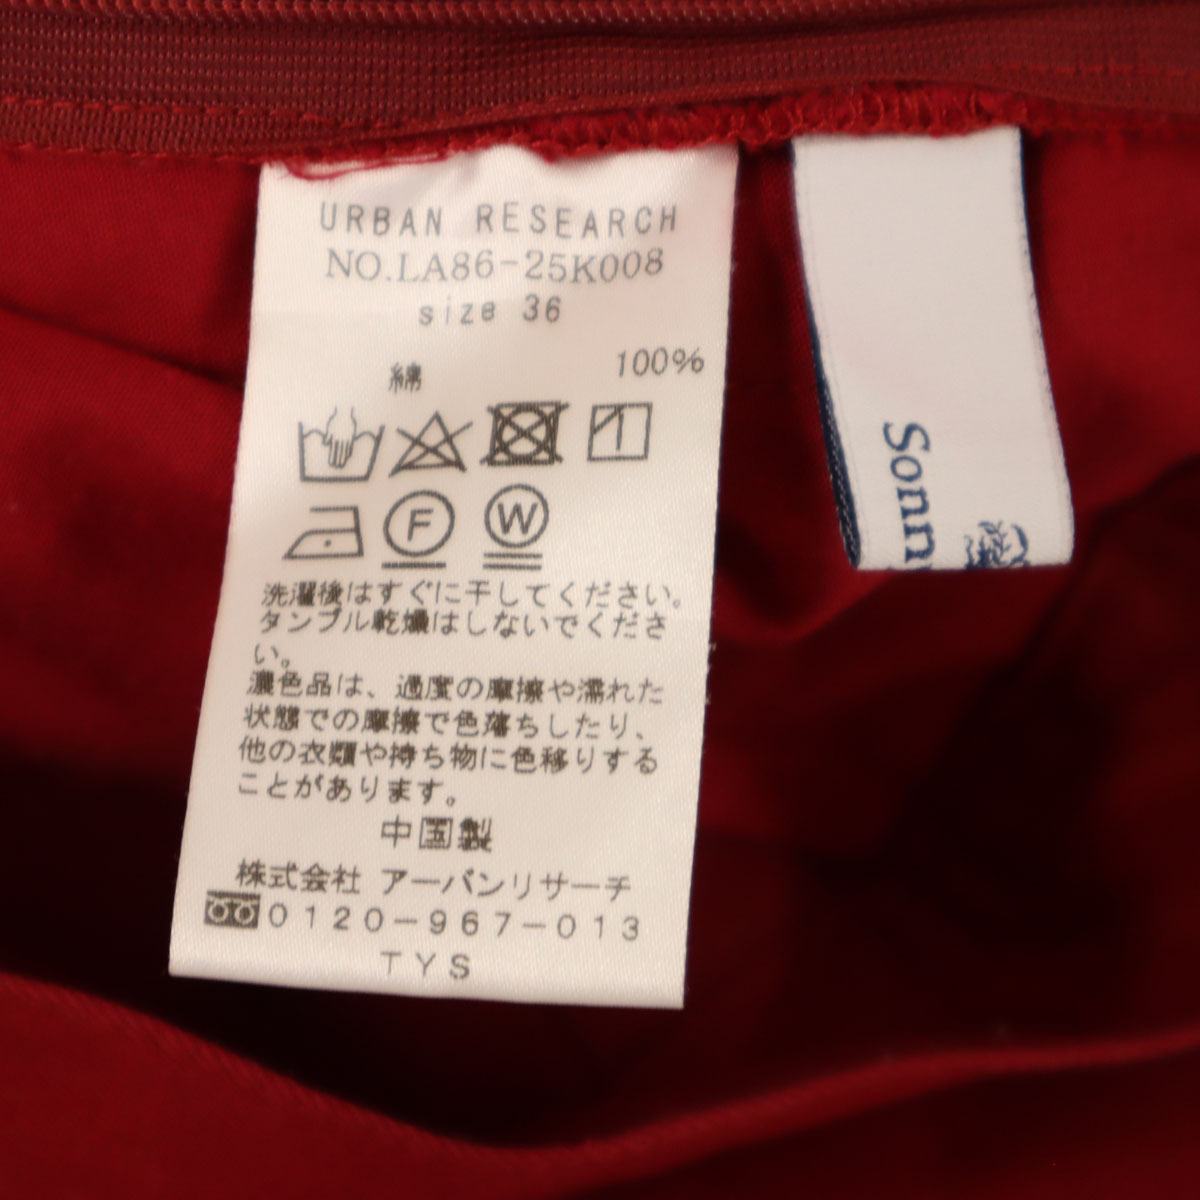 URBAN RESEARCH
NO.LA86-25K008
size 36
綿 100%
F W
洗濯後はすぐに干してください。
タンブル乾燥はしないでくださ
い。
濃色品は、過度の摩擦や濡れた
状態での摩擦で色落ちしたり、
他の衣類や持ち物に色移りする
ことがあります。
中国製
株式会社 アーバンリサーチ
0120-967-013
TYS
Sonn